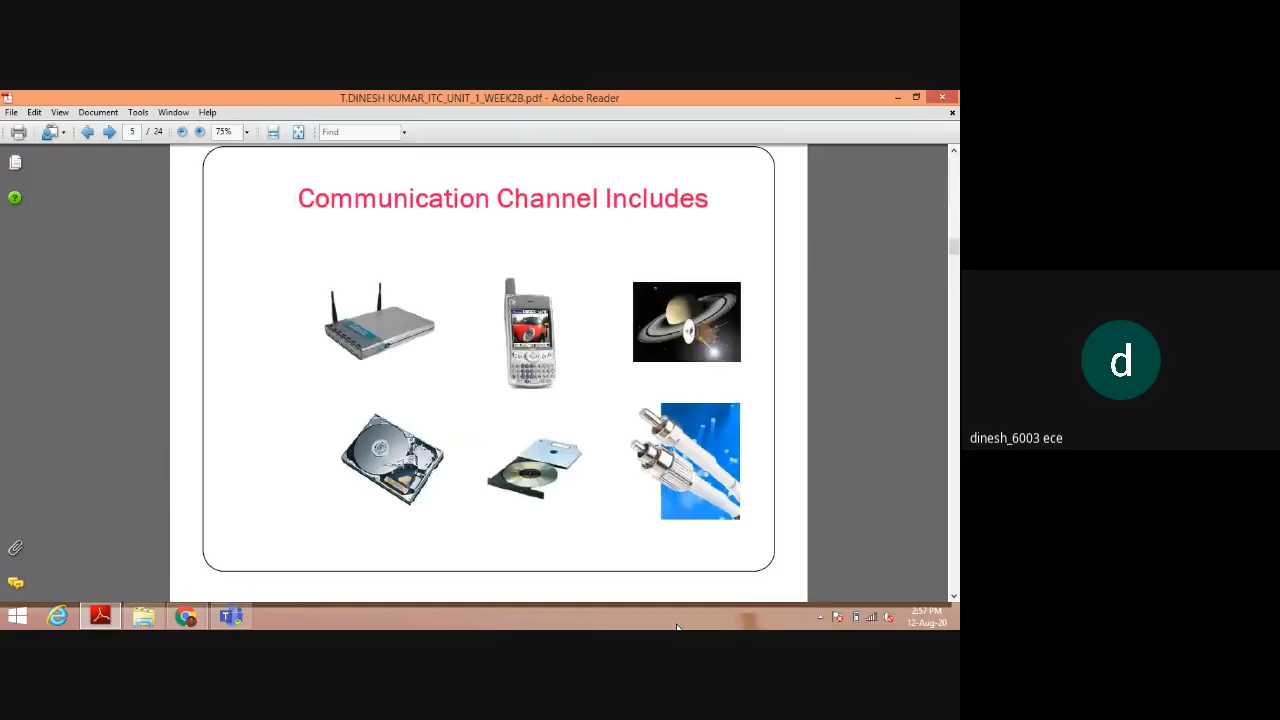 T.DINESH KUMAR_ITC_UNIT_1_WEEK2B.pdf - Adobe Reader
File Edit View Document Tools Window Help
5 / 24 75% Find
Communication Channel Includes
d
dinesh_6003 ece
2:57 PM
12-Aug-20